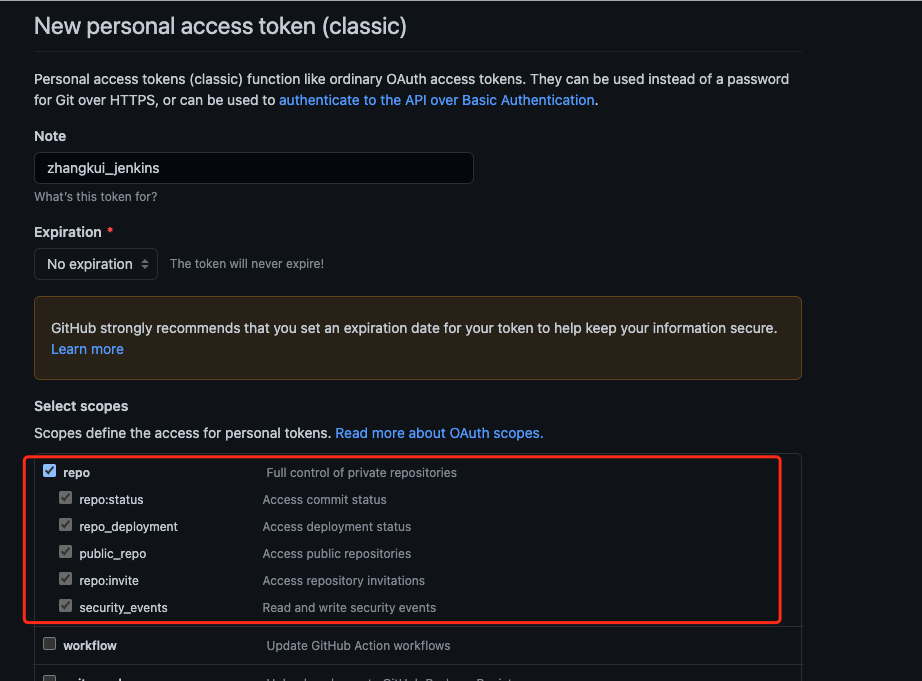 New personal access token (classic)
Personal access tokens (classic) function like ordinary OAuth access tokens. They can be used instead of a password
for Git over HTTPS, or can be used to authenticate to the API over Basic Authentication.
Note
zhangkui_jenkins
What's this token for?
Expiration *
No expiration The token will never expire!
GitHub strongly recommends that you set an expiration date for your token to help keep your information secure.
Learn more
Select scopes
Scopes define the access for personal tokens. Read more about OAuth scopes.
repo Full control of private repositories
repo:status Access commit status
repo_deployment Access deployment status
public_repo Access public repositories
repo:invite Access repository invitations
security_events Read and write security events
workflow Update GitHub Action workflows